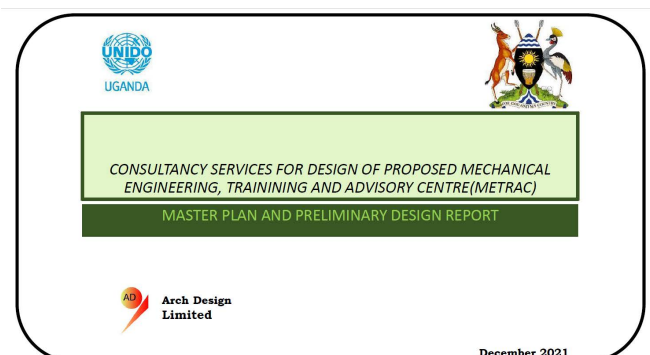 UNIDO
UGANDA
CONSULTANCY SERVICES FOR DESIGN OF PROPOSED MECHANICAL
ENGINEERING, TRAINIНING AND ADVISORY CENTRE(METRAC)
MASTER PLAN AND PRELIMINARY DESIGN REPORT
AD
Arch Design
Limited
December 2021